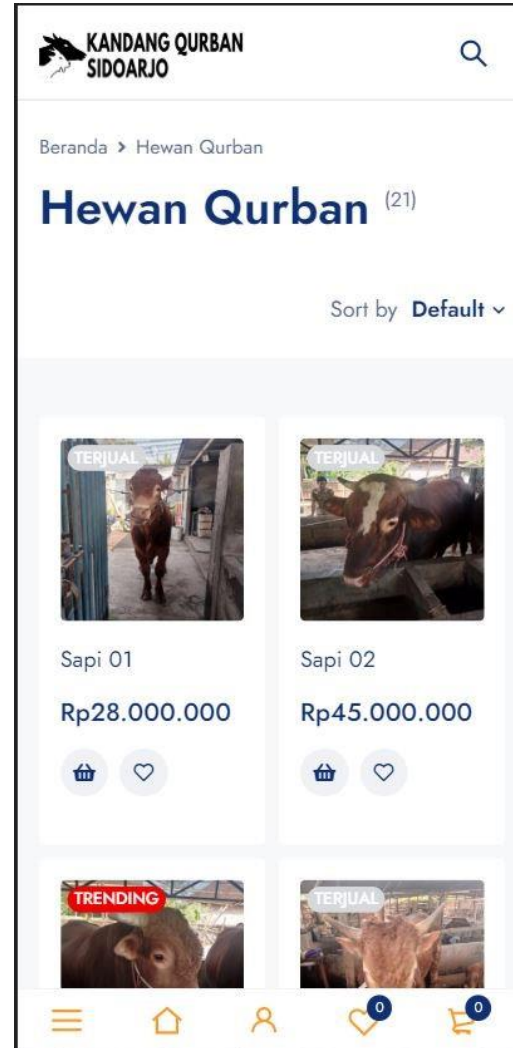 KANDANG QURBAN
SIDOARJO
Beranda > Hewan Qurban
Hewan Qurban (21)
Sort by Default
TERJUAL
TERJUAL
Sapi 01
Sapi 02
Rp28.000.000
Rp45.000.000
TRENDING
TERJUAL
0
0